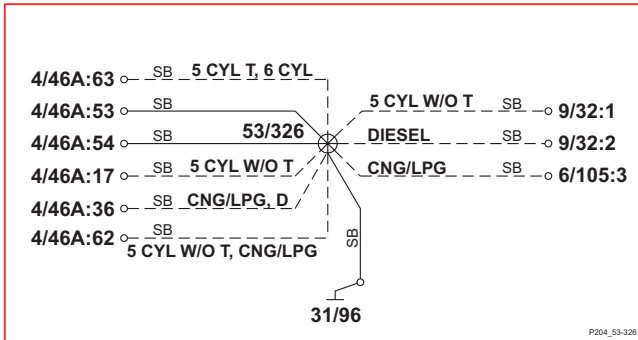 4/46A:63 SB 5 CYL T, 6 CYL
4/46A:53 SB
5 CYL W/O T SB 9/32:1
4/46A:54 SB 53/326
DIESEL SB 9/32:2
4/46A:17 SB 5 CYL W/O T
CNG/LPG SB 6/105:3
4/46A:36 SB CNG/LPG, D
4/46A:62 SB
5 CYL W/O T, CNG/LPG
SB
31/96
P204_53-326